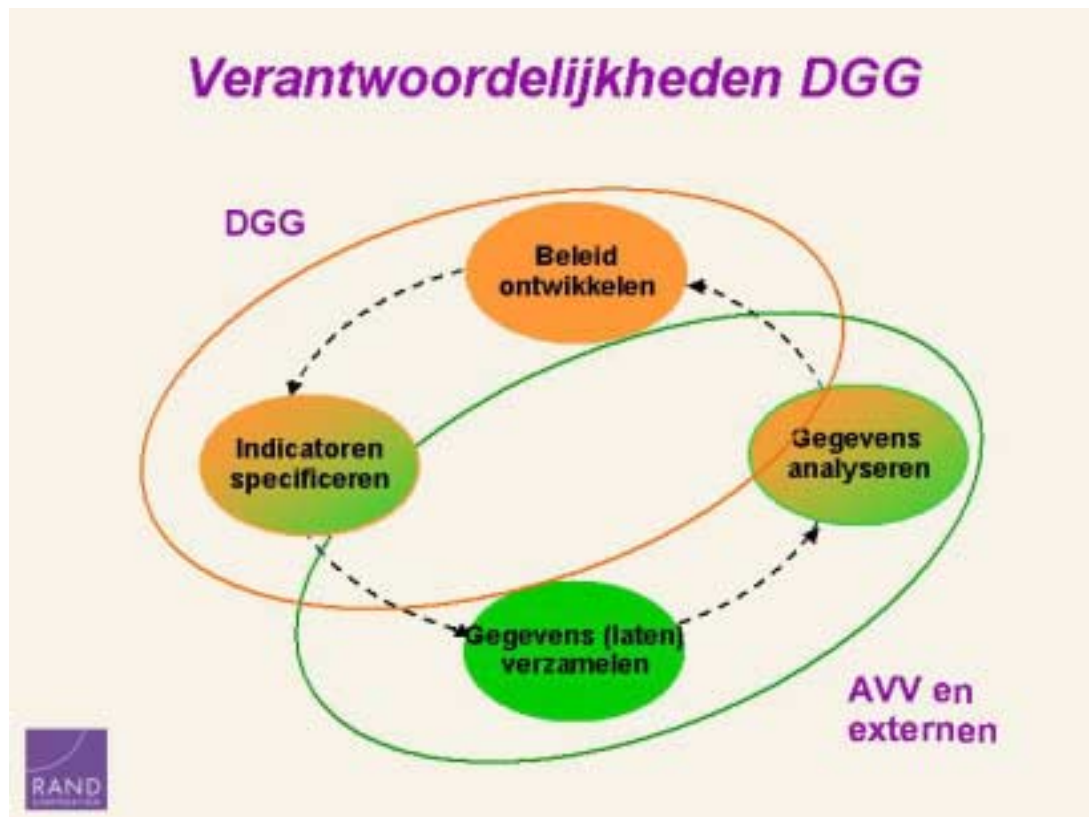 Verantwoordelijkheden DGG
DGG
Beleid
ontwikkelen
Indicatoren
specificeren
Gegevens
analyseren
Gegevens (laten)
verzamelen
AVV en
externen
RAND